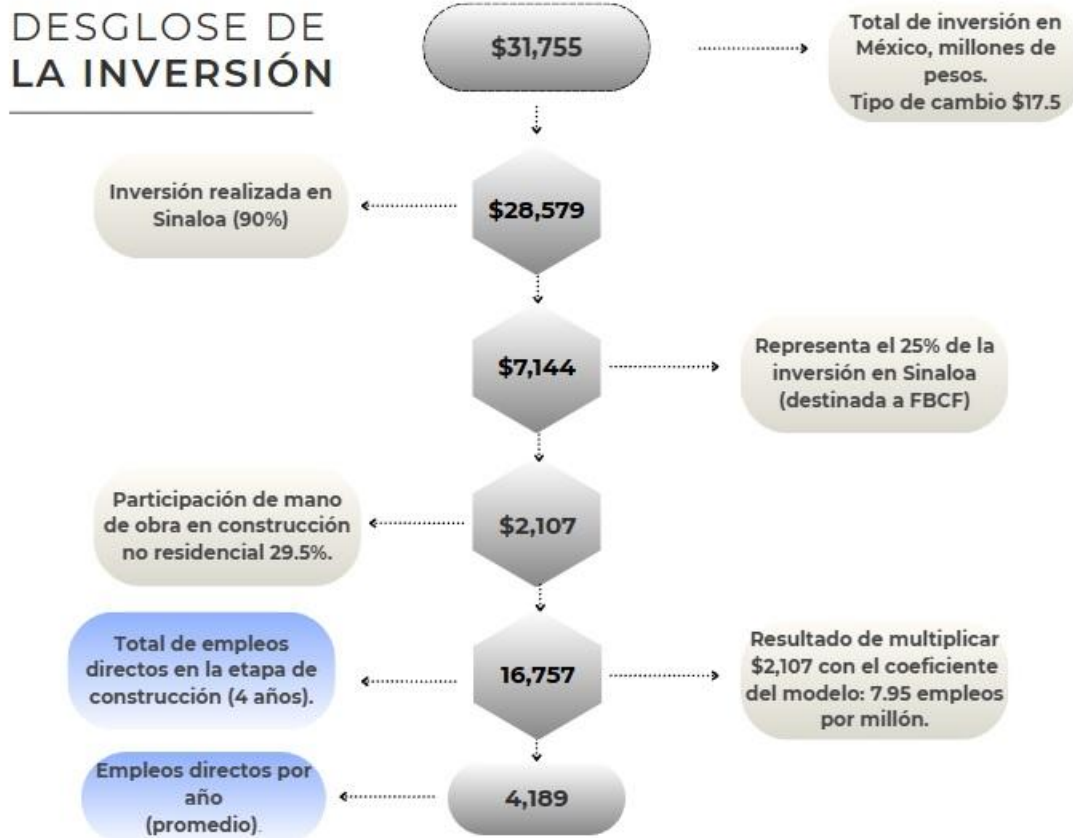 DESGLOSE DE
LA INVERSIÓN
$31,755
Total de inversión en
México, millones de
pesos.
Tipo de cambio $17.5
Inversión realizada en
Sinaloa (90%)
$28,579
$7,144
Representa el 25% de la
inversión en Sinaloa
(destinada a FBCF)
Participación de mano
de obra en construcción
no residencial 29.5%.
$2,107
Total de empleos
directos en la etapa de
construcción (4 años).
16,757
Resultado de multiplicar
$2,107 con el coeficiente
del modelo: 7.95 empleos
por millón.
Empleos directos por
año
(promedio).
4,189